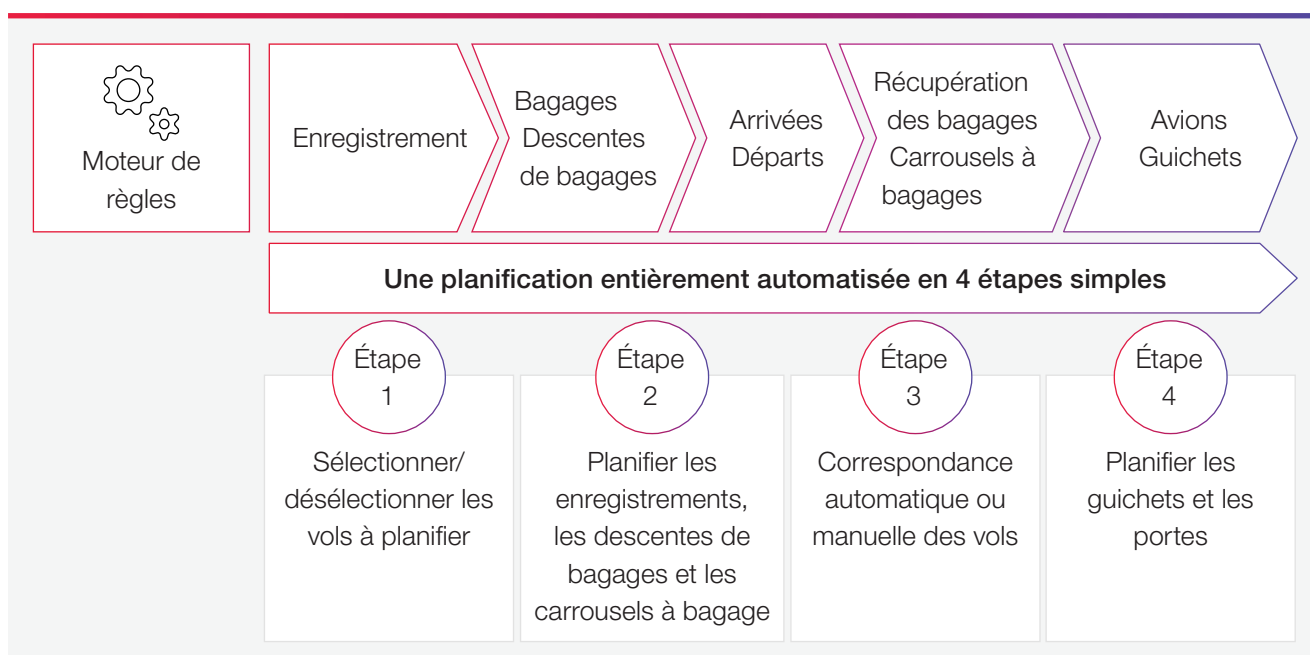 Moteur de
règles
Enregistrement
Bagages
Descentes
de bagages
Arrivées
Départs
Récupération
des bagages
Carrousels à
bagages
Avions
Guichets
Une planification entièrement automatisée en 4 étapes simples
Étape
1
Sélectionner/
désélectionner les
vols à planifier
Étape
2
Planifier les
enregistrements,
les descentes de
bagages et les
carrousels à bagage
Étape
3
Correspondance
automatique ou
manuelle des vols
Étape
4
Planifier les
guichets et les
portes